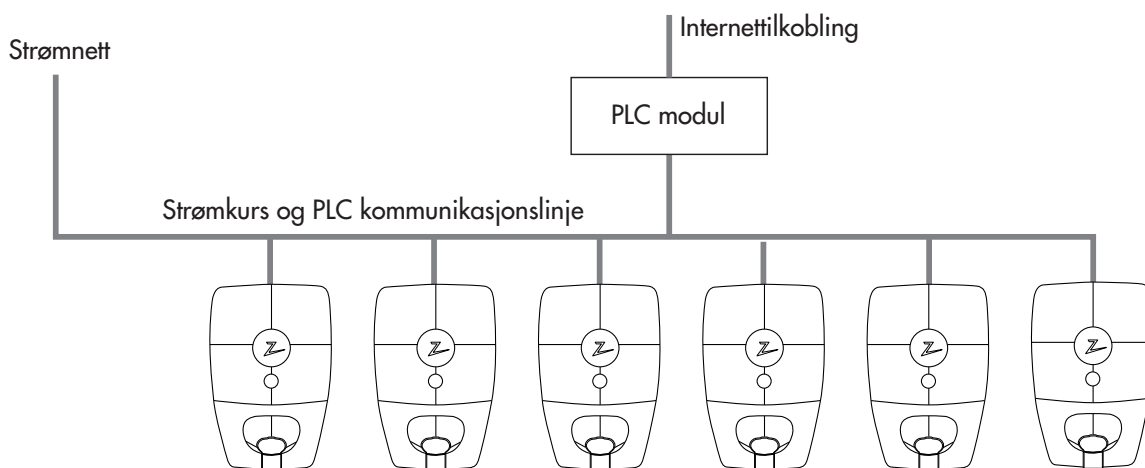 Strømnett
Internettilkobling
PLC modul
Strømkurs og PLC kommunikasjonslinje